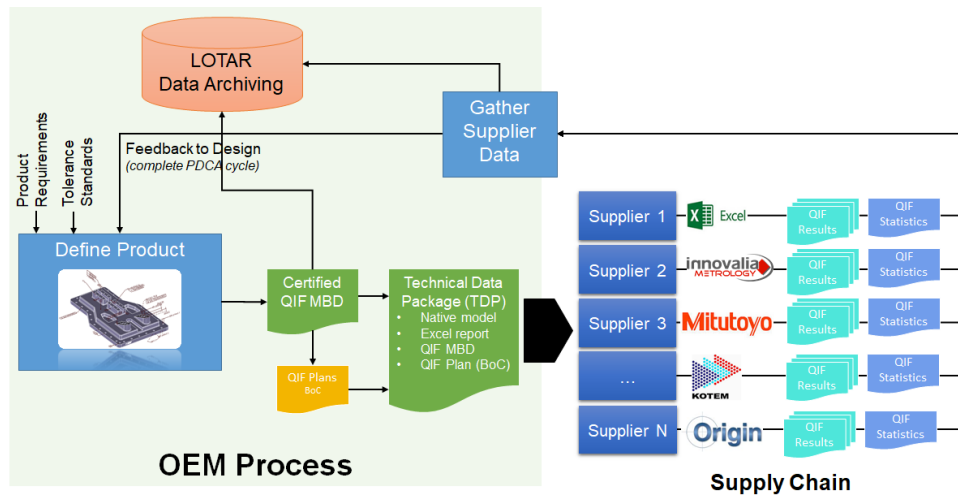 LOTAR
Data Archiving
Gather
Supplier
Data
Feedback to Design
(complete PDCA cycle)
Product
Requirements
Tolerance
Standards
Define Product
Certified
QIF MBD
QIF Plans
BoC
Technical Data
Package (TDP)
• Native model
• Excel report
• QIF MBD
• QIF Plan (BoC)
OEM Process
Supplier 1
Excel
QIF
Results
QIF
Statistics
Supplier 2
innovalia
METROLOGY
QIF
Results
QIF
Statistics
Supplier 3
Mitutoyo
QIF
Results
QIF
Statistics
...
KOTEM
QIF
Results
QIF
Statistics
Supplier N
Origin
QIF
Results
QIF
Statistics
Supply Chain